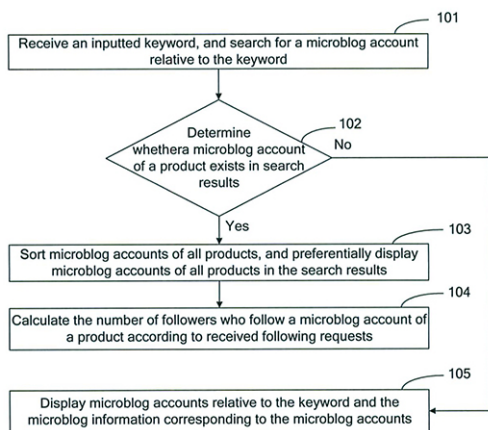 101
Receive an inputted keyword, and search for a microblog account
relative to the keyword
102
Determine
whethera microblog account
of a product exists in search
results
No
Yes
103
Sort microblog accounts of all products, and preferentially display
microblog accounts of all products in the search results
104
Calculate the number of followers who follow a microblog account of
a product according to received following requests
105
Display microblog accounts relative to the keyword and the
microblog information corresponding to the microblog accounts